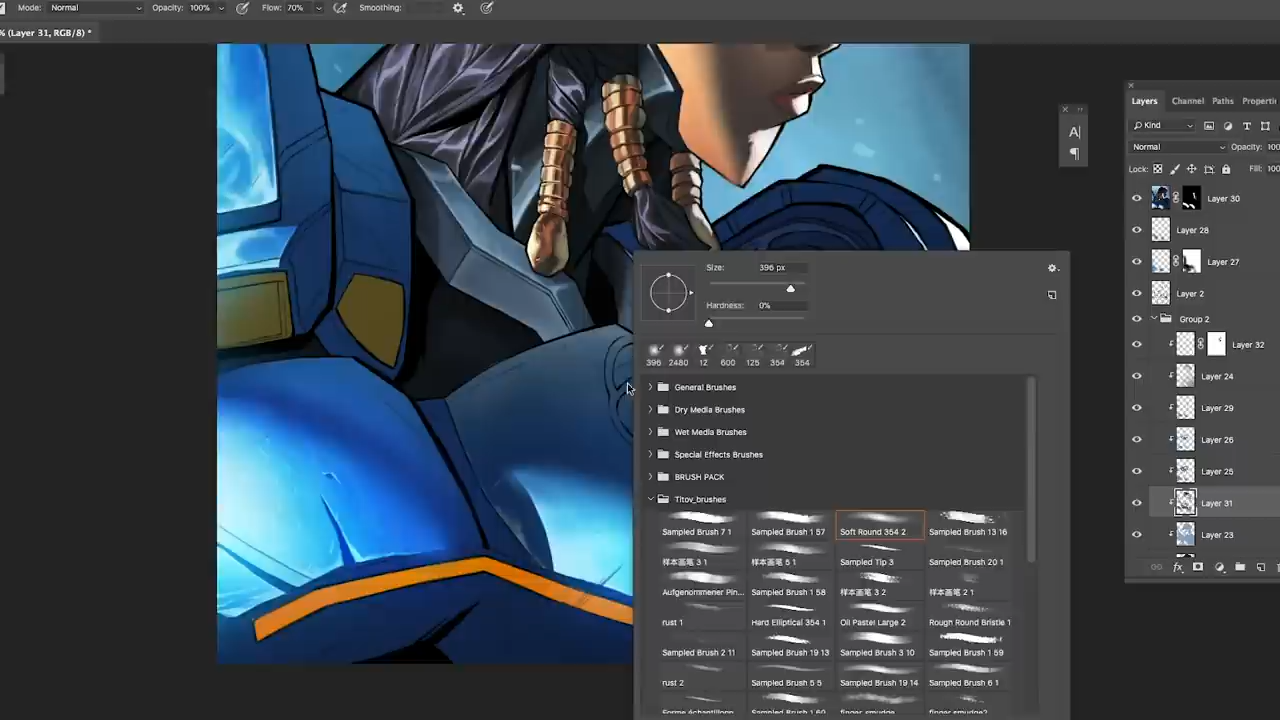 Mode: Normal Opacity: 100% Flow: 70% Smoothing:
% (Layer 31, RGB/8) *
Layers Channel Paths Properti
Kind
Normal Opacity: 100
Lock: Fill: 100
Layer 30
Layer 28
Layer 27
Layer 2
Group 2
Layer 32
Layer 24
Layer 29
Layer 26
Layer 25
Layer 31
Layer 23
fx
A
Size: 396 px
Hardness: 0%
396 2480 12 600 125 354 354
General Brushes
Dry Media Brushes
Wet Media Brushes
Special Effects Brushes
BRUSH PACK
Titov_brushes
Sampled Brush 7 1 Sampled Brush 1 57 Soft Round 354 2 Sampled Brush 13 16
样本画笔 3 1 样本画笔 5 1 Sampled Tip 3 Sampled Brush 20 1
Aufgenommener Pin... Sampled Brush 1 58 样本画笔 3 2 样本画笔 2 1
rust 1 Hard Elliptical 354 1 Oil Pastel Large 2 Rough Round Bristle 1
Sampled Brush 2 11 Sampled Brush 19 13 Sampled Brush 3 10 Sampled Brush 1 59
rust 2 Sampled Brush 5 5 Sampled Brush 19 14 Sampled Brush 6 1
Forme échantillonn Sampled Brush 1 60 finger smudge finger smudge2